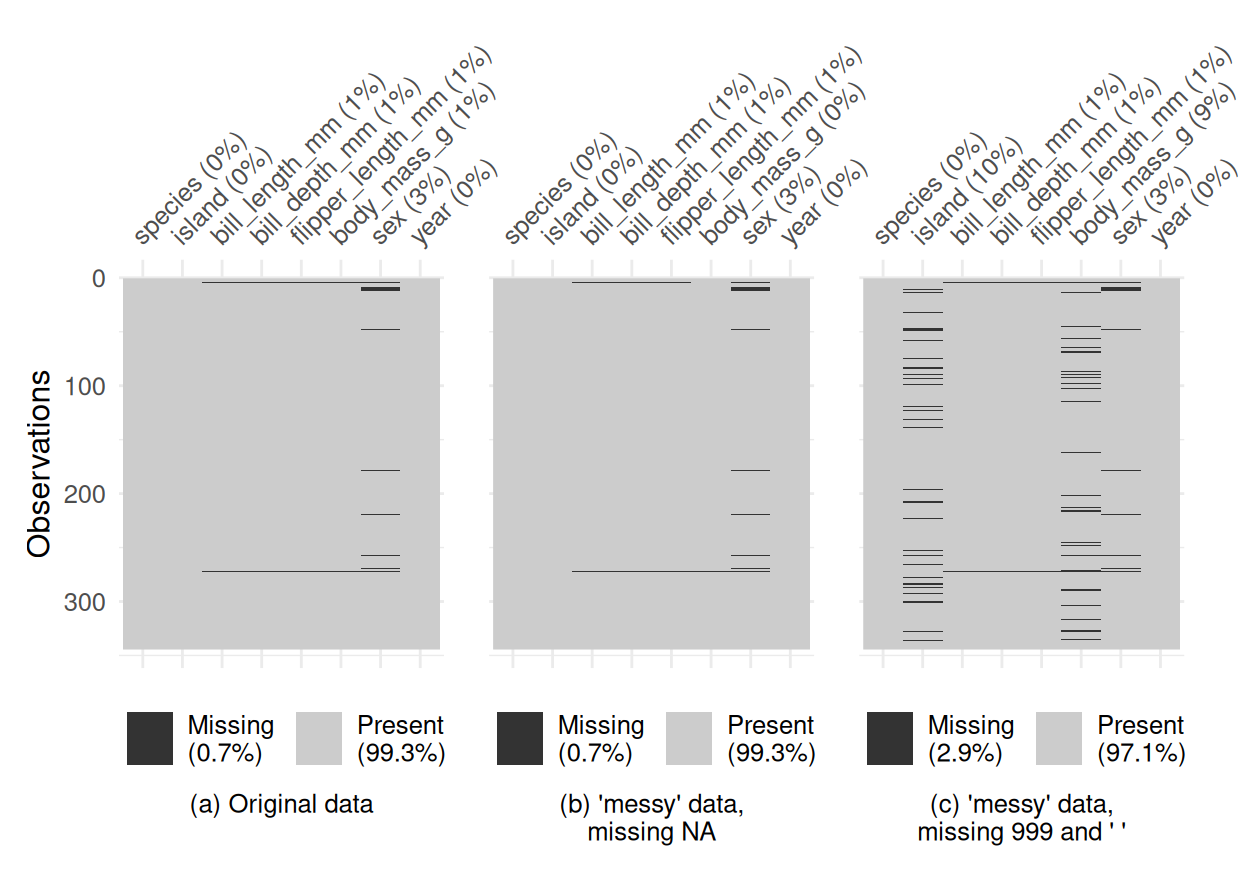 species (0%)
island (0%)
bill_length_mm (1%)
bill_depth_mm (1%)
flipper_length_mm (1%)
body_mass_g (1%)
sex (3%)
year (0%)
species (0%)
island (0%)
bill_length_mm (1%)
bill_depth_mm (1%)
flipper_length_mm (1%)
body_mass_g (0%)
sex (3%)
year (0%)
species (0%)
island (10%)
bill_length_mm (1%)
bill_depth_mm (1%)
flipper_length_mm (1%)
body_mass_g (9%)
sex (3%)
year (0%)
Observations
0
100
200
300
Missing
(0.7%)
Present
(99.3%)
Missing
(0.7%)
Present
(99.3%)
Missing
(2.9%)
Present
(97.1%)
(a) Original data
(b) 'messy' data,
missing NA
(c) 'messy' data,
missing 999 and ' '